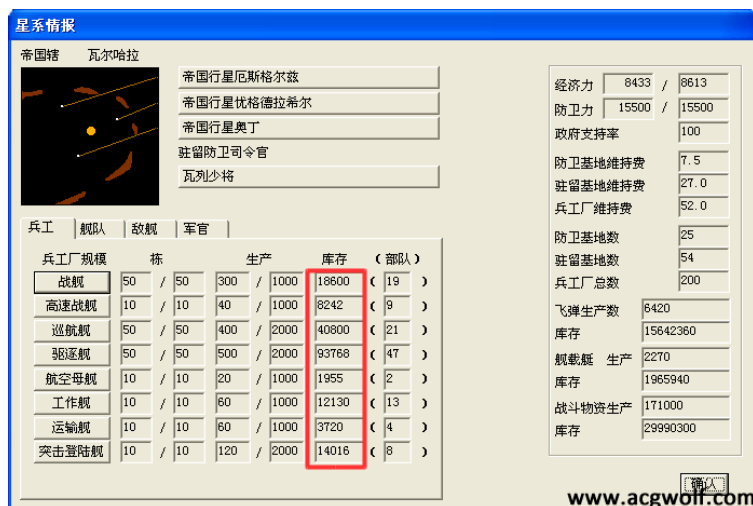 星系情报
帝国辖 瓦尔哈拉
帝国行星厄斯格尔兹
帝国行星忧格德拉希尔
帝国行星奥丁
驻留防卫司令官
瓦列少将
经济力 8433 / 8613
防卫力 15500 / 15500
政府支持率 100
防卫基地维持费 7.5
驻留基地维持费 27.0
兵工厂维持费 52.0
防卫基地数 25
驻留基地数 54
兵工厂总数 200
飞弹生产数 6420
库存 15642360
舰载艇 生产 2270
库存 1965940
战斗物资生产 171000
库存 29990300
兵工 舰队 敌舰 军官
兵工厂规模 栋 生产 库存 (部队)
战舰 50 / 50 300 / 1000 18600 ( 19 )
高速战舰 10 / 10 40 / 1000 8242 ( 9 )
巡航舰 50 / 50 400 / 2000 40800 ( 21 )
驱逐舰 50 / 50 500 / 2000 93768 ( 47 )
航空母舰 10 / 10 20 / 1000 1955 ( 2 )
工作舰 10 / 10 60 / 1000 12130 ( 13 )
运输舰 10 / 10 60 / 1000 3720 ( 4 )
突击登陆舰 10 / 10 120 / 2000 14016 ( 8 )
确认
www.acgwolf.com